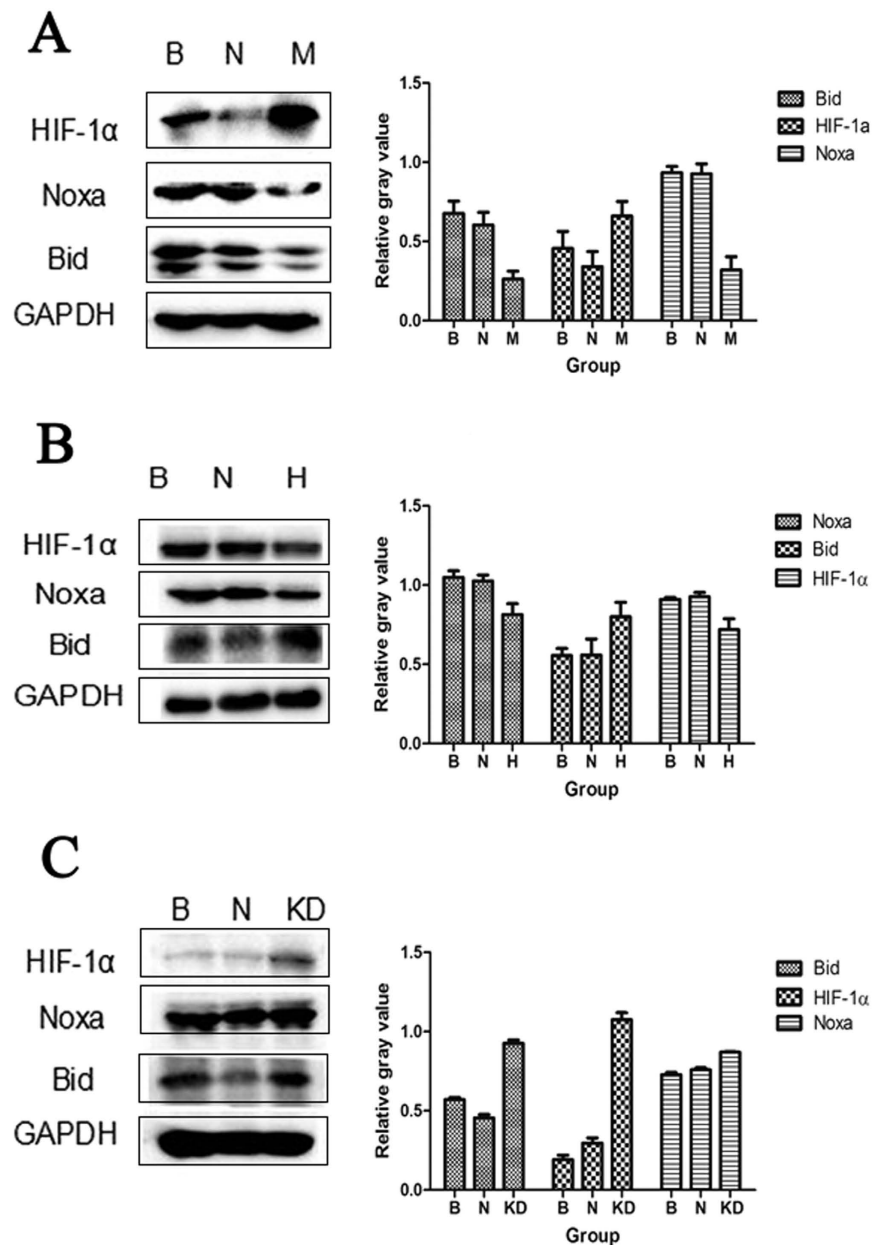 A
B N M
HIF-1α
Noxa
Bid
GAPDH
Relative gray value
1.5
1.0
0.5
0.0
B N M B N M B N M
Group
Bid
HIF-1a
Noxa
B
B N H
HIF-1α
Noxa
Bid
GAPDH
Relative gray value
1.5
1.0
0.5
0.0
B N H B N H B N H
Group
Noxa
Bid
HIF-1α
C
B N KD
HIF-1α
Noxa
Bid
GAPDH
Relative gray value
1.5
1.0
0.5
0.0
B N KD B N KD B N KD
Group
Bid
HIF-1α
Noxa